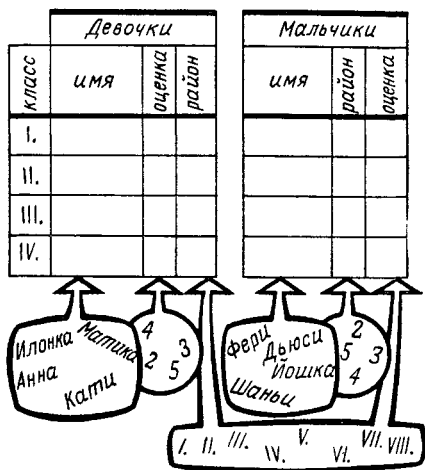 Девочки Мальчики
класс имя оценка район имя район оценка
I.
II.
III.
IV.
Илонка Матика
Анна
Кати
4
2 3
5
Фери
Дьюси
Йошка
Шаньи
2
5 3
4
I. II. III. IV. V. VI. VII. VIII.